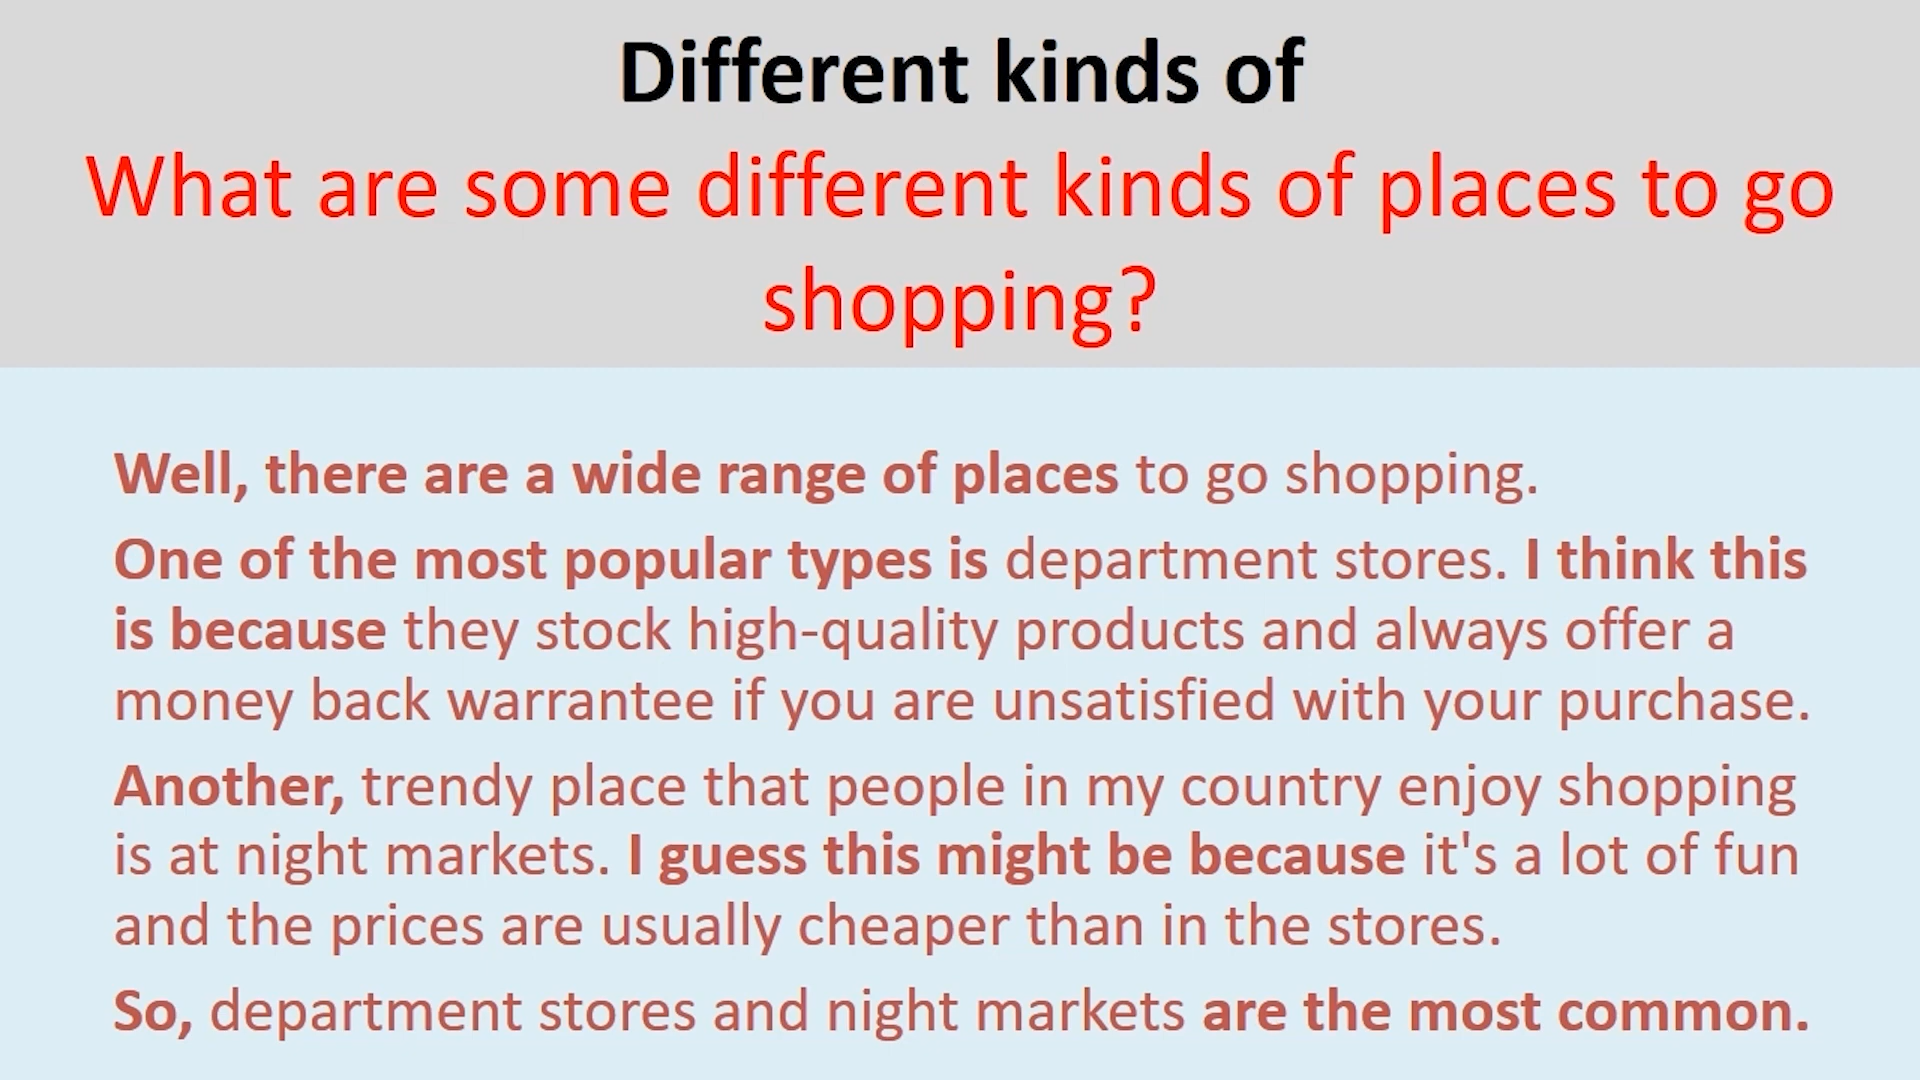 Different kinds of
What are some different kinds of places to go
shopping?
Well, there are a wide range of places to go shopping.
One of the most popular types is department stores. I think this
is because they stock high-quality products and always offer a
money back warrantee if you are unsatisfied with your purchase.
Another, trendy place that people in my country enjoy shopping
is at night markets. I guess this might be because it's a lot of fun
and the prices are usually cheaper than in the stores.
So, department stores and night markets are the most common.